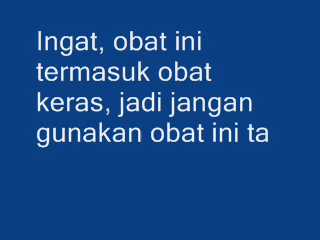 Ingat, obat ini
termasuk obat
keras, jadi jangan
gunakan obat ini ta